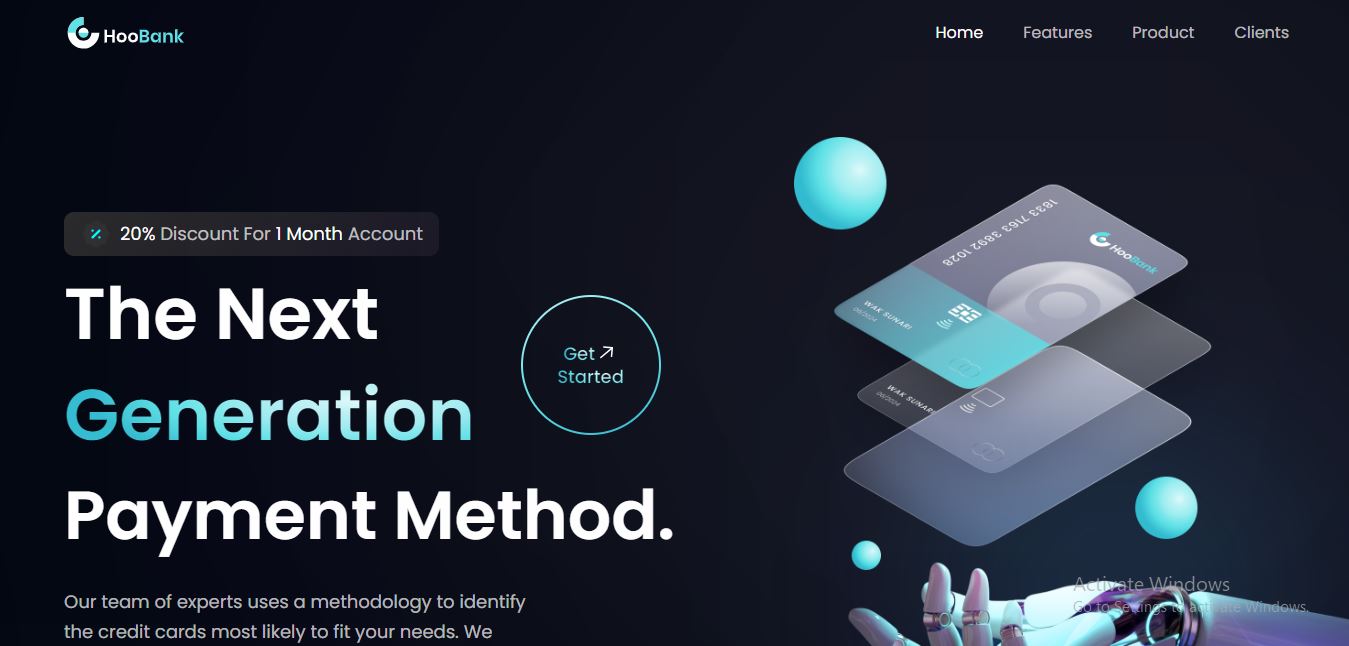 HooBank
Home
Features
Product
Clients
20% Discount For 1 Month Account
The Next
Generation
Payment Method.
Get
Started
Our team of experts uses a methodology to identify
the credit cards most likely to fit your needs. We
1833 7163 3892 1028
HooBank
WAK SUNARI
06/2024
WAK SUNARI
06/2024
Activate Windows
Go to Settings to activate Windows.